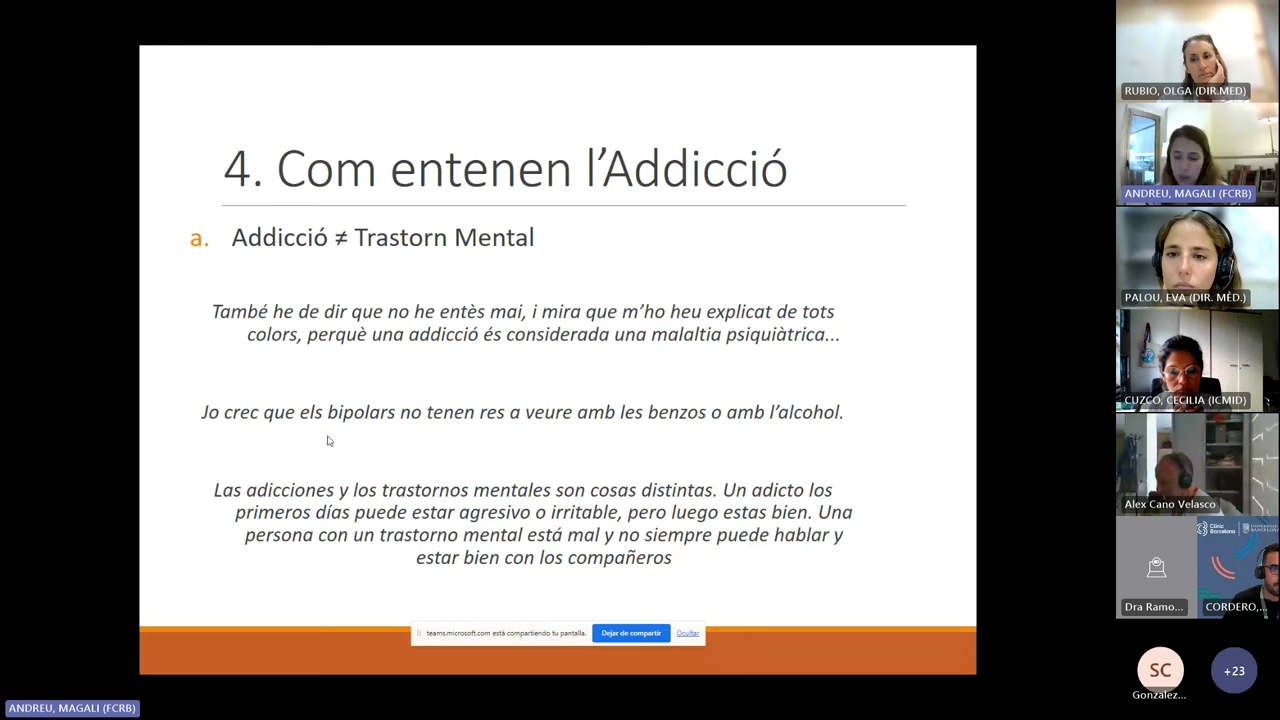 4. Com entenen l’Addicció
a. Addicció ≠ Trastorn Mental
També he de dir que no he entès mai, i mira que m’ho heu explicat de tots
colors, perquè una addicció és considerada una malaltia psiquiàtrica...
Jo crec que els bipolars no tenen res a veure amb les benzos o amb l’alcohol.
Las adicciones y los trastornos mentales son cosas distintas. Un adicto los
primeros días puede estar agresivo o irritable, pero luego estas bien. Una
persona con un trastorno mental está mal y no siempre puede hablar y
estar bien con los compañeros
teams.microsoft.com está compartiendo tu pantalla. Dejar de compartir Ocultar
ANDREU, MAGALI (FCRB)
RUBIO, OLGA (DIR.MED)
ANDREU, MAGALI (FCRB)
PALOU, EVA (DIR. MÈD.)
CUZCO, CECILIA (ICMID)
Alex Cano Velasco
Clínic
Barcelona
Dra Ramo...
CORDERO,...
SC
Gonzalez...
+23